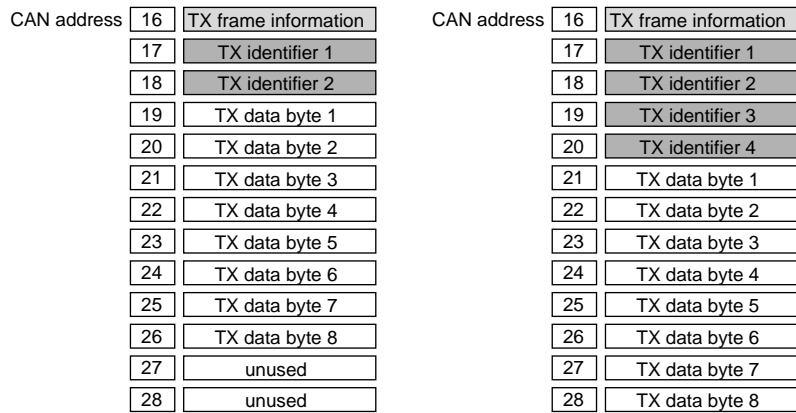 CAN address 16 TX frame information
17 TX identifier 1
18 TX identifier 2
19 TX data byte 1
20 TX data byte 2
21 TX data byte 3
22 TX data byte 4
23 TX data byte 5
24 TX data byte 6
25 TX data byte 7
26 TX data byte 8
27 unused
28 unused
CAN address 16 TX frame information
17 TX identifier 1
18 TX identifier 2
19 TX identifier 3
20 TX identifier 4
21 TX data byte 1
22 TX data byte 2
23 TX data byte 3
24 TX data byte 4
25 TX data byte 5
26 TX data byte 6
27 TX data byte 7
28 TX data byte 8